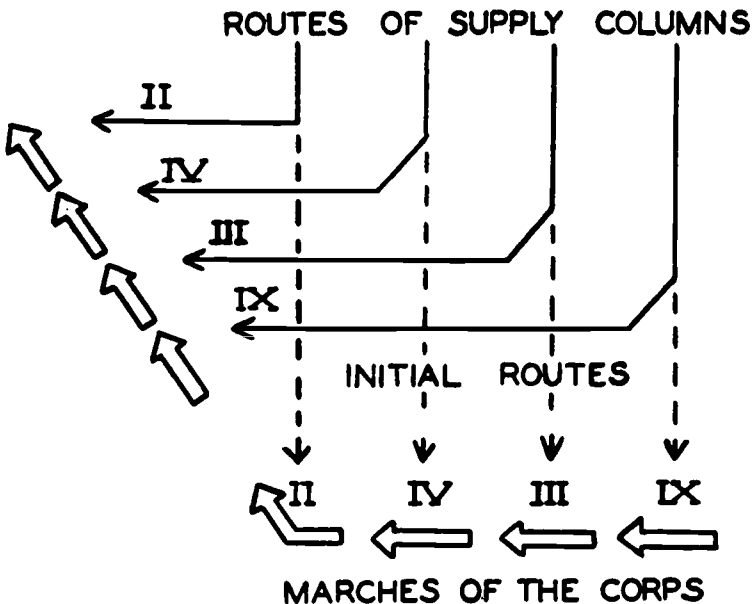 ROUTES OF SUPPLY COLUMNS
II
IV
III
IX
INITIAL ROUTES
II IV III IX
MARCHES OF THE CORPS